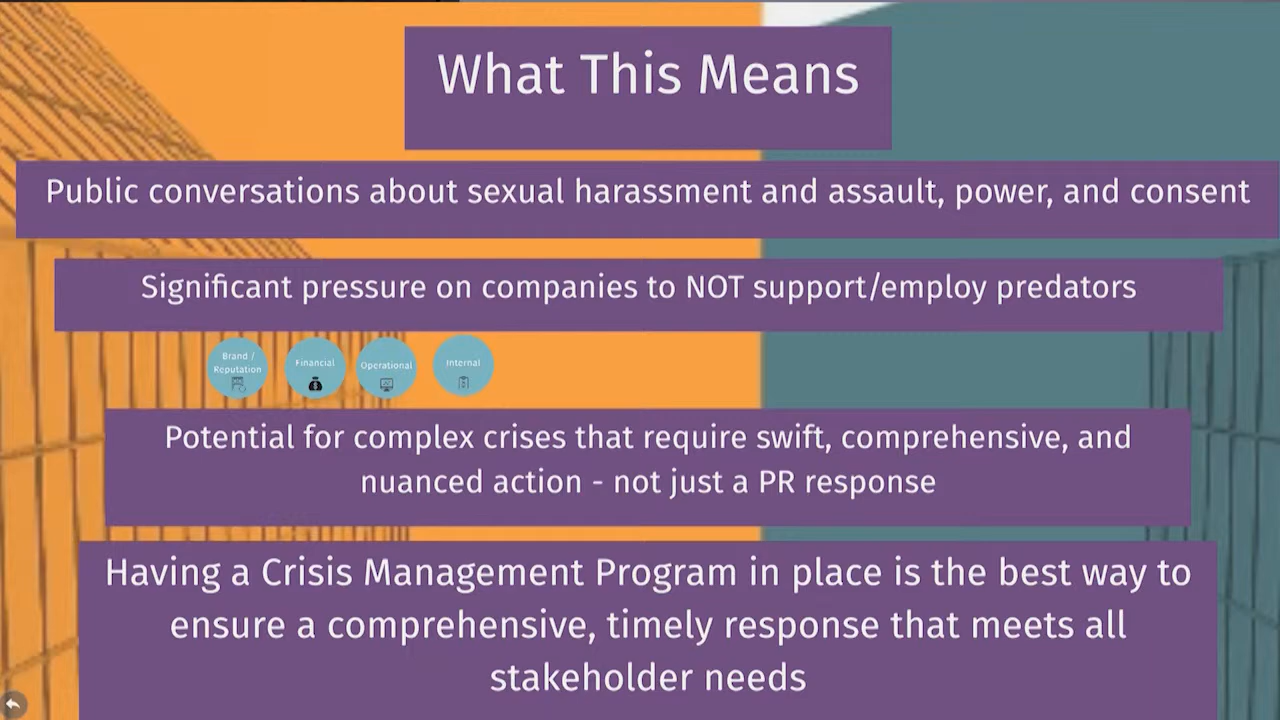 What This Means
Public conversations about sexual harassment and assault, power, and consent
Significant pressure on companies to NOT support/employ predators
Brand /
Reputation
Financial
Operational
Internal
Potential for complex crises that require swift, comprehensive, and
nuanced action - not just a PR response
Having a Crisis Management Program in place is the best way to
ensure a comprehensive, timely response that meets all
stakeholder needs